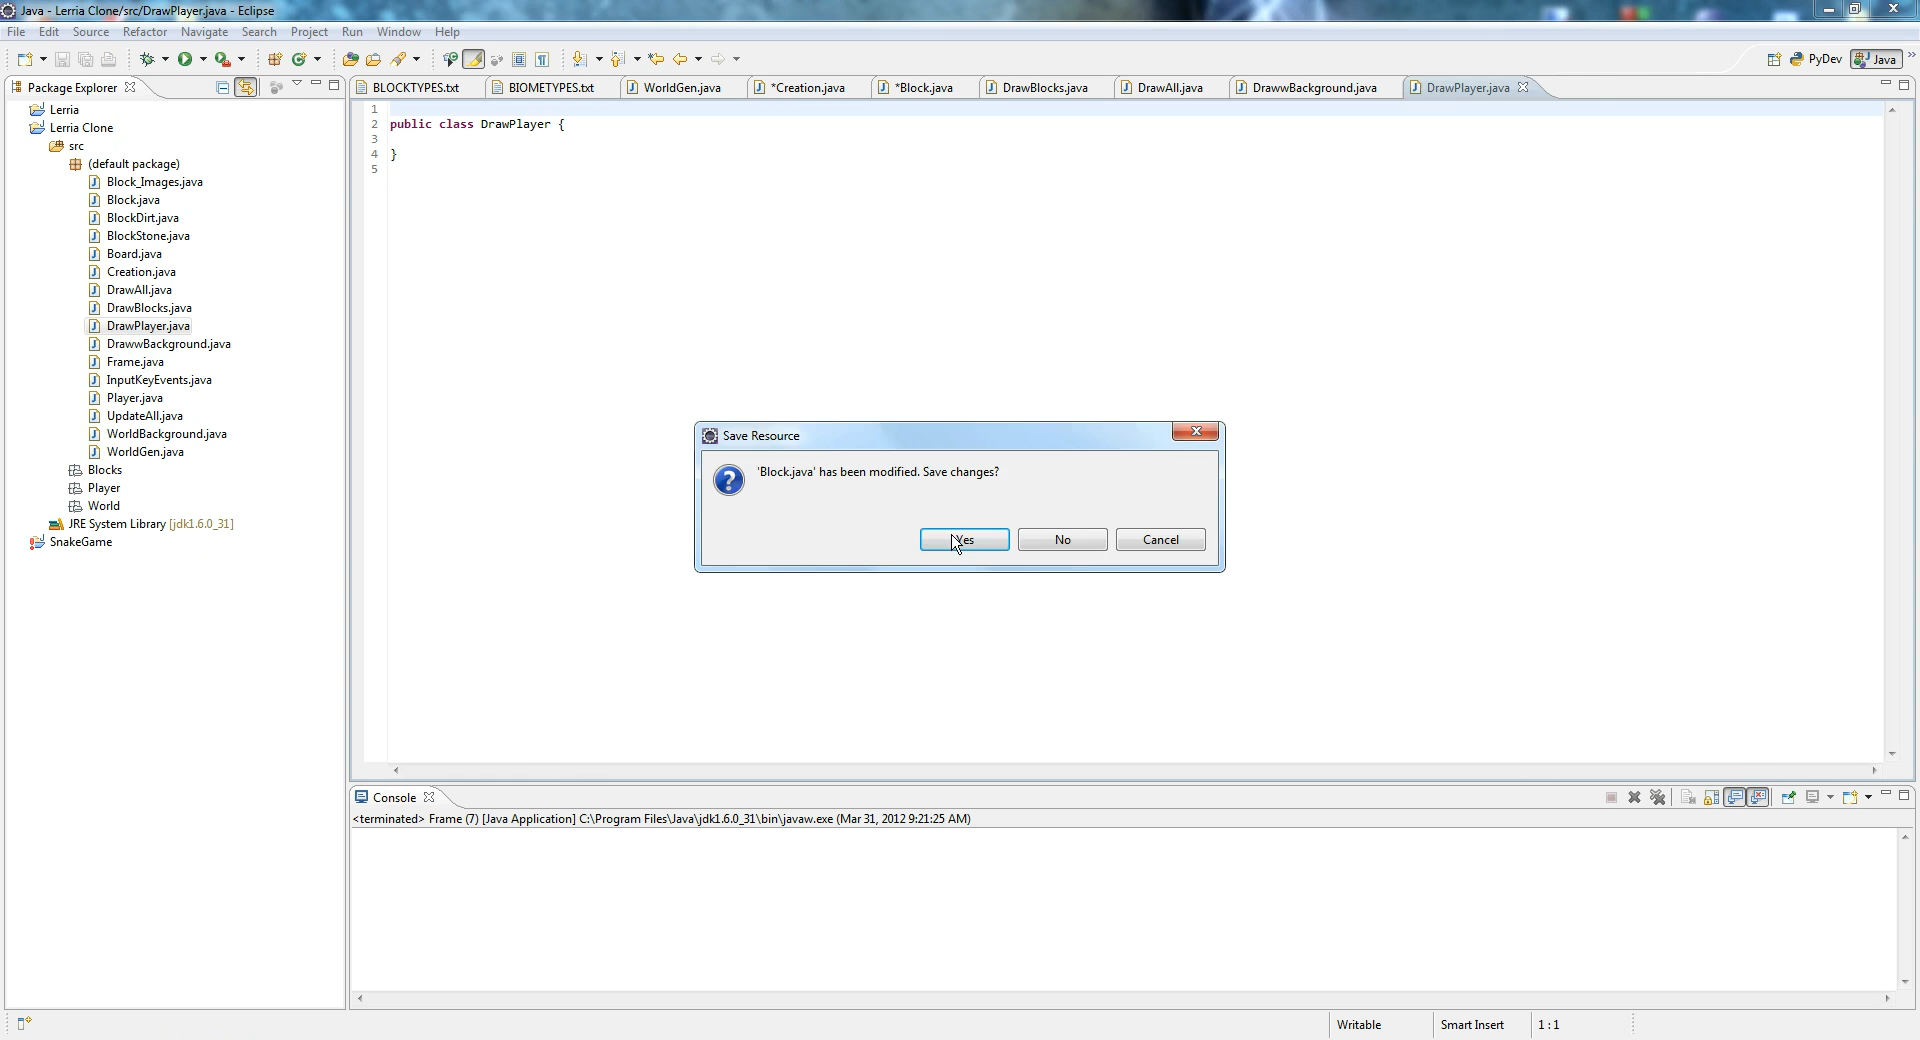 Java - Lerria Clone/src/DrawPlayer.java - Eclipse
File Edit Source Refactor Navigate Search Project Run Window Help
PyDev Java
Package Explorer
BLOCKTYPES.txt BIOMETYPES.txt WorldGen.java *Creation.java *Block.java DrawBlocks.java DrawAll.java DrawwBackground.java DrawPlayer.java
Lerria
Lerria Clone
src
(default package)
Block_Images.java
Block.java
BlockDirt.java
BlockStone.java
Board.java
Creation.java
DrawAll.java
DrawBlocks.java
DrawPlayer.java
DrawwBackground.java
Frame.java
InputKeyEvents.java
Player.java
UpdateAll.java
WorldBackground.java
WorldGen.java
Blocks
Player
World
JRE System Library [jdk1.6.0_31]
SnakeGame
1
2 public class DrawPlayer {
3
4 }
5
Save Resource
'Block.java' has been modified. Save changes?
Yes No Cancel
Console
<terminated> Frame (7) [Java Application] C:\Program Files\Java\jdk1.6.0_31\bin\javaw.exe (Mar 31, 2012 9:21:25 AM)
Writable Smart Insert 1 : 1